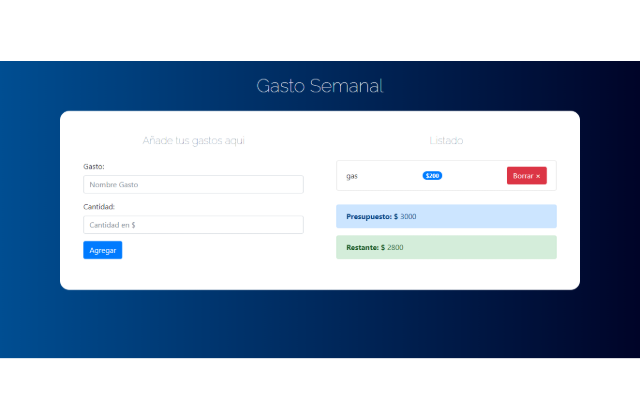 Gasto Semanal
Añade tus gastos aqui
Gasto:
Nombre Gasto
Cantidad:
Cantidad en $
Agregar
Listado
gas $200 Borrar ×
Presupuesto: $ 3000
Restante: $ 2800